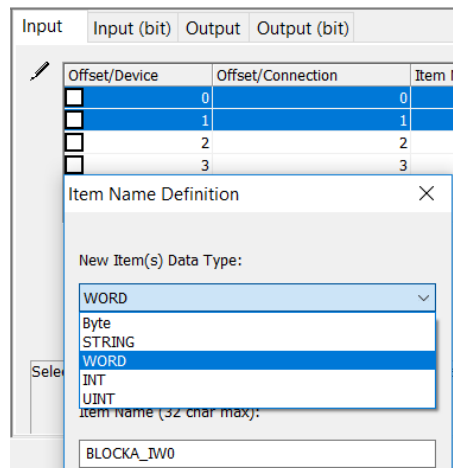 Input Input (bit) Output Output (bit)
Offset/Device Offset/Connection Item
0 0
1 1
2 2
3 3
Item Name Definition
New Item(s) Data Type:
WORD
Byte
STRING
WORD
INT
UINT
Item Name (32 char max):
BLOCKA_IW0